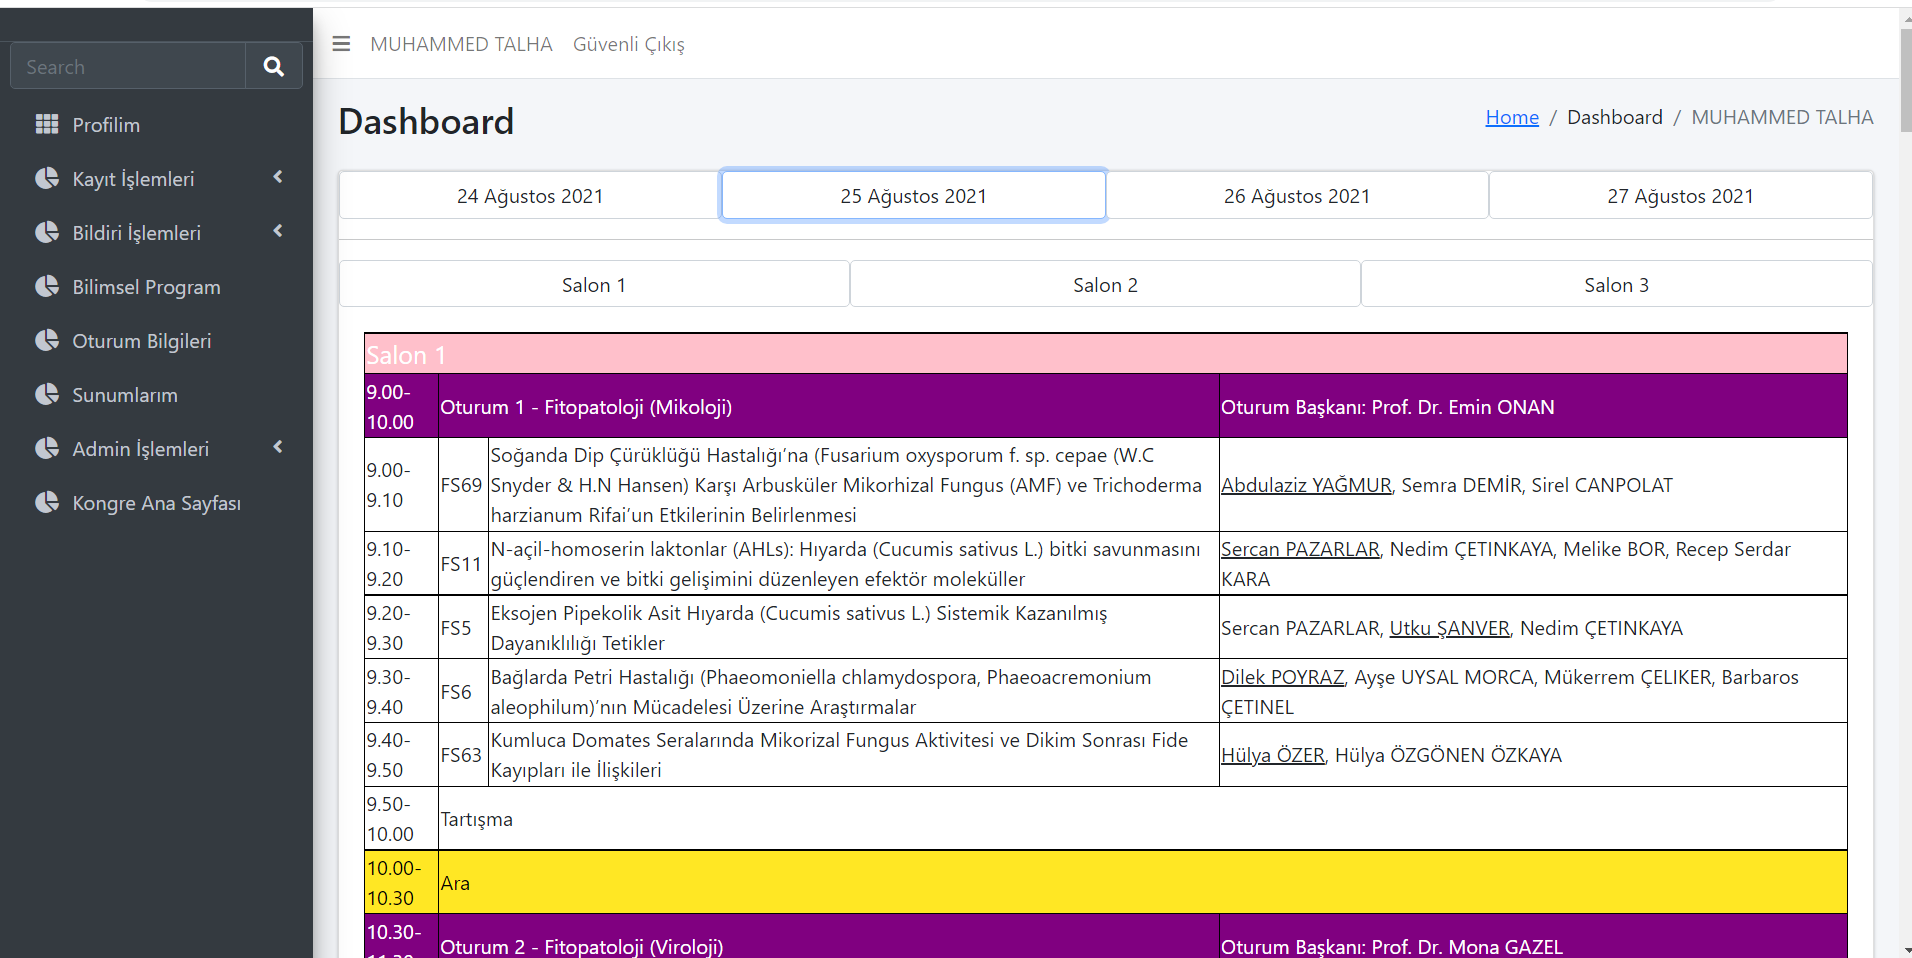 MUHAMMED TALHA Güvenli Çıkış
Search
Profilim
Kayıt İşlemleri
Bildiri İşlemleri
Bilimsel Program
Oturum Bilgileri
Sunumlarım
Admin İşlemleri
Kongre Ana Sayfası
Dashboard
Home / Dashboard / MUHAMMED TALHA
24 Ağustos 2021
25 Ağustos 2021
26 Ağustos 2021
27 Ağustos 2021
Salon 1
Salon 2
Salon 3
Salon 1
9.00-
10.00
Oturum 1 - Fitopatoloji (Mikoloji)
Oturum Başkanı: Prof. Dr. Emin ONAN
9.00-
9.10
FS69
Soğanda Dip Çürüklüğü Hastalığı’na (Fusarium oxysporum f. sp. cepae (W.C
Snyder & H.N Hansen) Karşı Arbusküler Mikorhizal Fungus (AMF) ve Trichoderma
harzianum Rifai’un Etkilerinin Belirlenmesi
Abdulaziz YAĞMUR, Semra DEMİR, Sirel CANPOLAT
9.10-
9.20
FS11
N-açil-homoserin laktonlar (AHLs): Hıyarda (Cucumis sativus L.) bitki savunmasını
güçlendiren ve bitki gelişimini düzenleyen efektör moleküller
Sercan PAZARLAR, Nedim ÇETINKAYA, Melike BOR, Recep Serdar
KARA
9.20-
9.30
FS5
Eksojen Pipekolik Asit Hıyarda (Cucumis sativus L.) Sistemik Kazanılmış
Dayanıklılığı Tetikler
Sercan PAZARLAR, Utku ŞANVER, Nedim ÇETINKAYA
9.30-
9.40
FS6
Bağlarda Petri Hastalığı (Phaeomoniella chlamydospora, Phaeoacremonium
aleophilum)’nın Mücadelesi Üzerine Araştırmalar
Dilek POYRAZ, Ayşe UYSAL MORCA, Mükerrem ÇELIKER, Barbaros
ÇETINEL
9.40-
9.50
FS63
Kumluca Domates Seralarında Mikorizal Fungus Aktivitesi ve Dikim Sonrası Fide
Kayıpları ile İlişkileri
Hülya ÖZER, Hülya ÖZGÖNEN ÖZKAYA
9.50-
10.00
Tartışma
10.00-
10.30
Ara
10.30-
11.30
Oturum 2 - Fitopatoloji (Viroloji)
Oturum Başkanı: Prof. Dr. Mona GAZEL